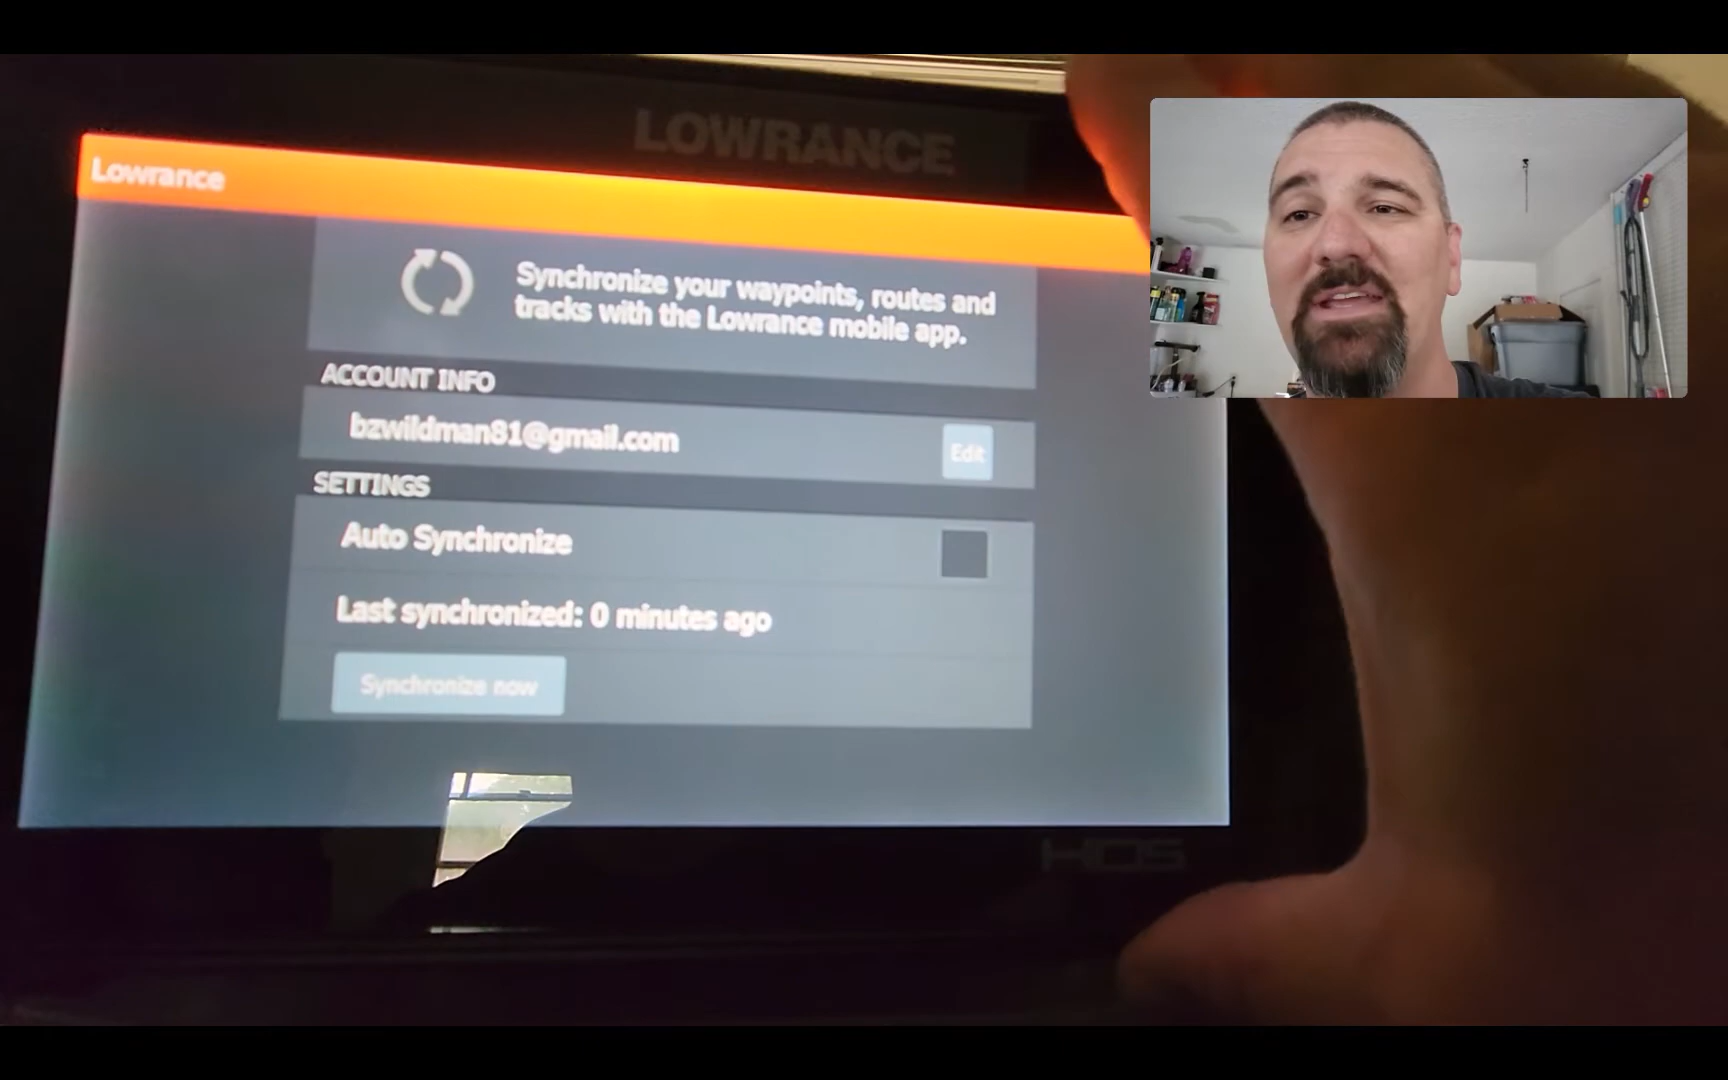 LOWRANCE
Lowrance
Synchronize your waypoints, routes and
tracks with the Lowrance mobile app.
ACCOUNT INFO
bzwildman81@gmail.com
Edit
SETTINGS
Auto Synchronize
Last synchronized: 0 minutes ago
Synchronize now
HDS